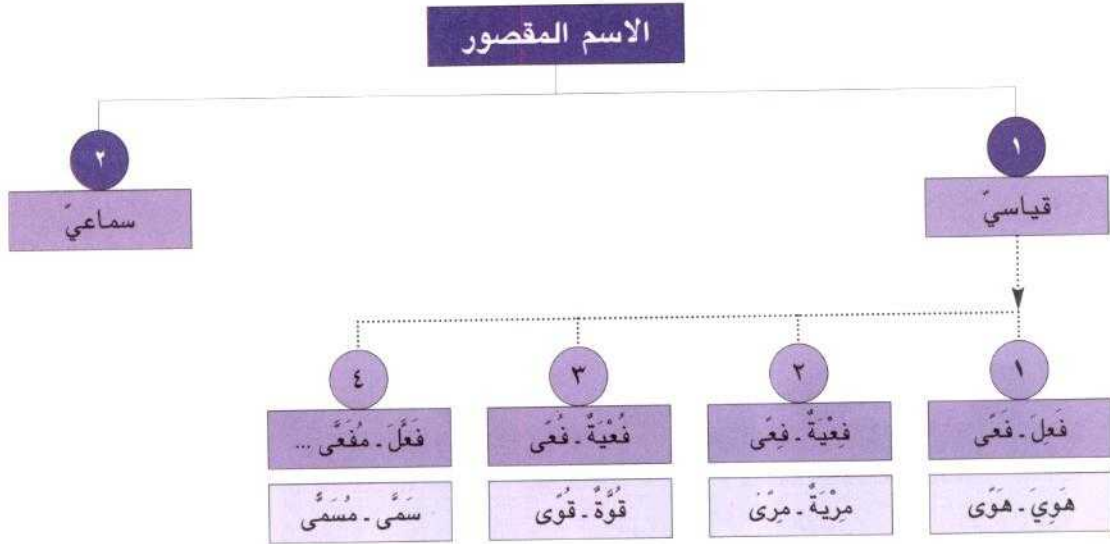 الاسم المقصور
١
قياسيّ
٢
سماعيّ
١
فَعِلَ ـ فَعًى
هَوِيَ ـ هَوًى
٢
فِعْيَةٌ ـ فِعًى
مِرْيَةٌ ـ مِرًى
٣
فُعْيَةٌ ـ فُعًى
قُوَّةٌ ـ قُوًى
٤
فَعَّلَ ـ مُفَعًّى ...
سَمَّى ـ مُسَمًّى